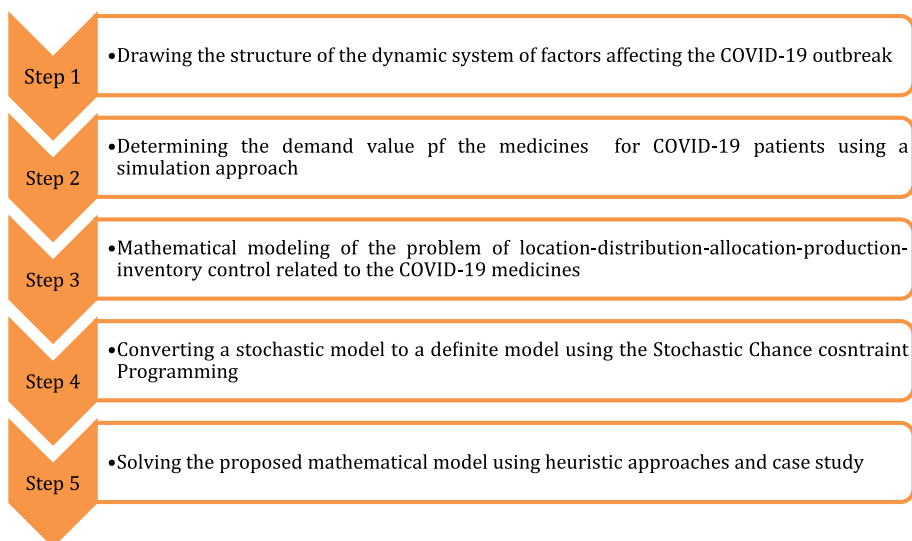 Step 1
•Drawing the structure of the dynamic system of factors affecting the COVID-19 outbreak
Step 2
•Determining the demand value pf the medicines for COVID-19 patients using a
simulation approach
Step 3
•Mathematical modeling of the problem of location-distribution-allocation-production-
inventory control related to the COVID-19 medicines
Step 4
•Converting a stochastic model to a definite model using the Stochastic Chance cosntraint
Programming
Step 5
•Solving the proposed mathematical model using heuristic approaches and case study